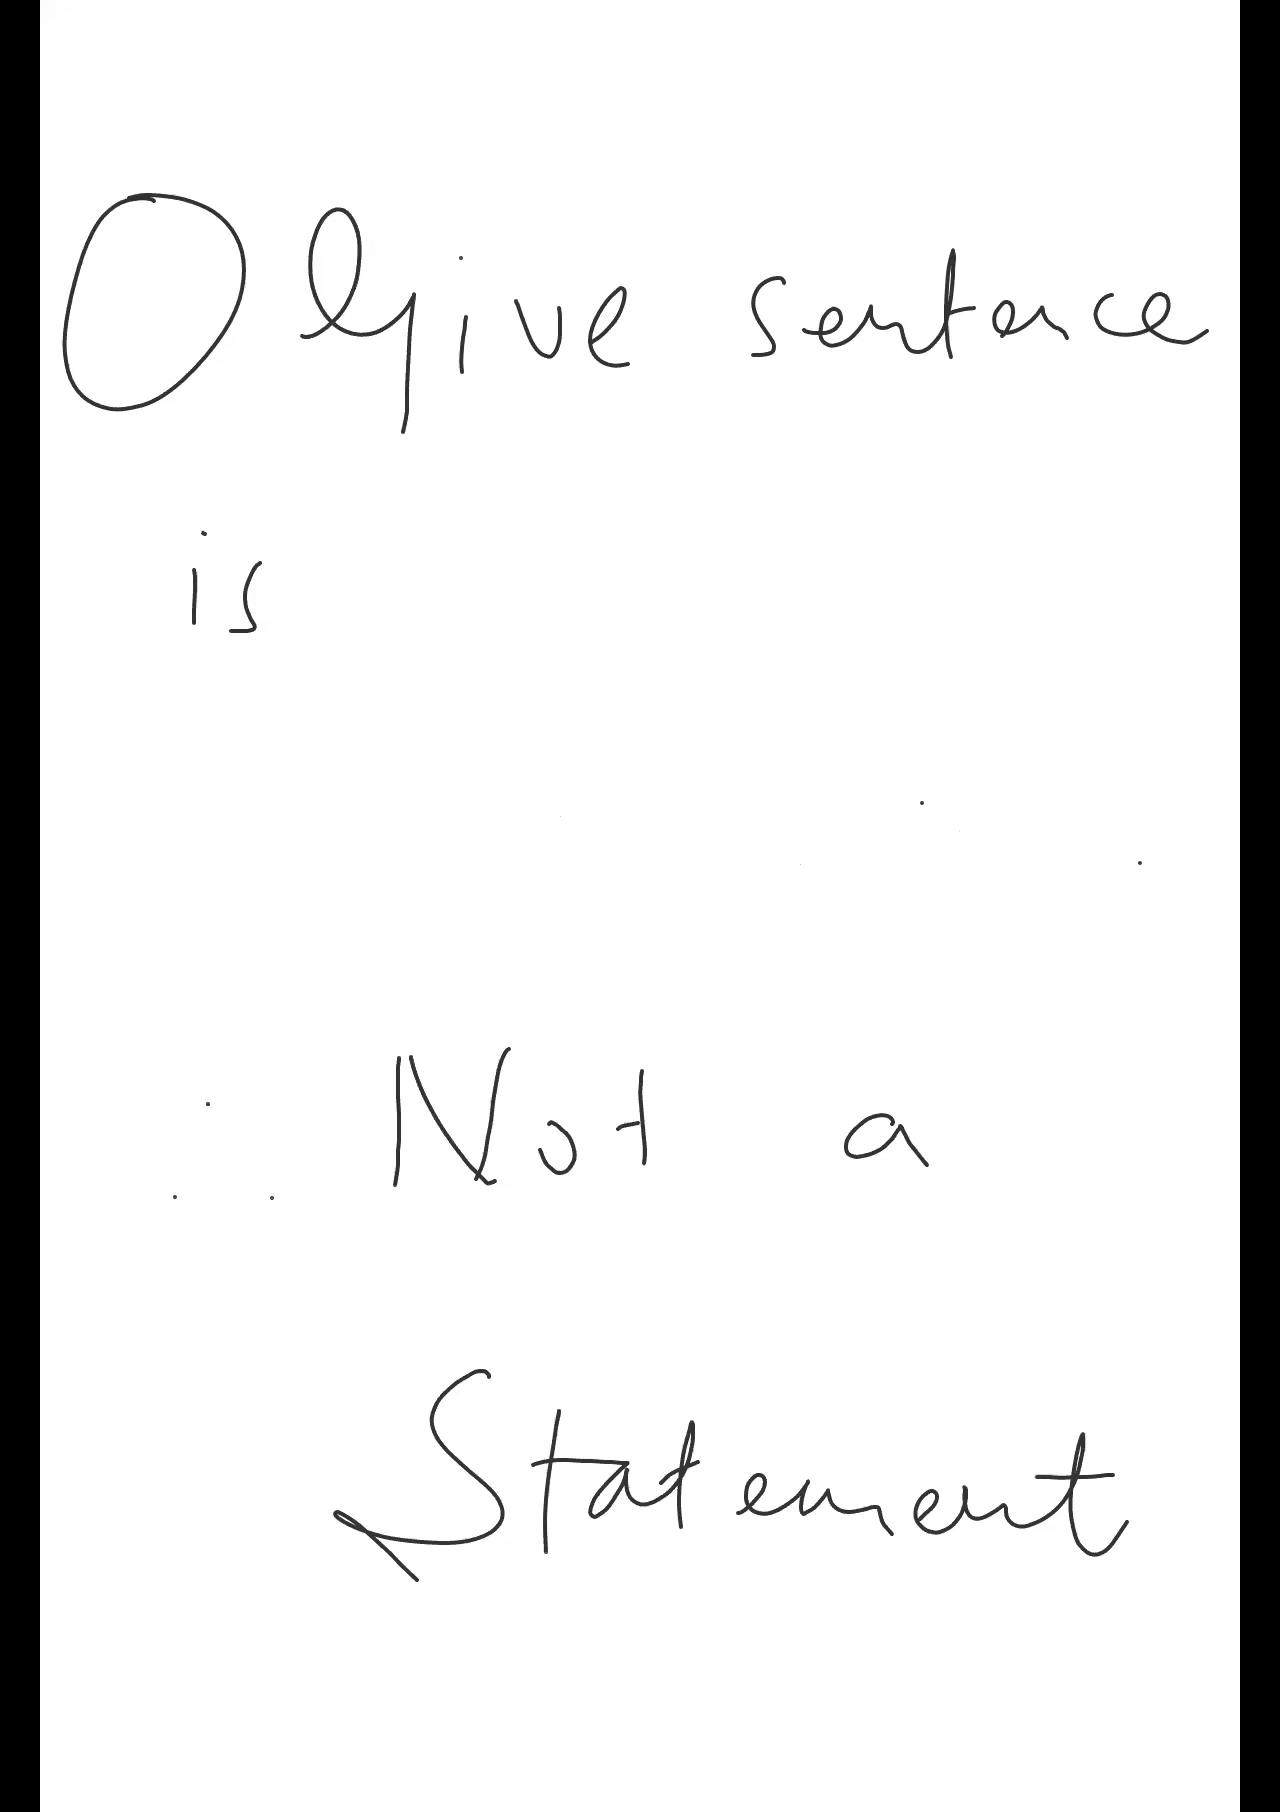 O Give sentence
is
∴ Not a
Statement